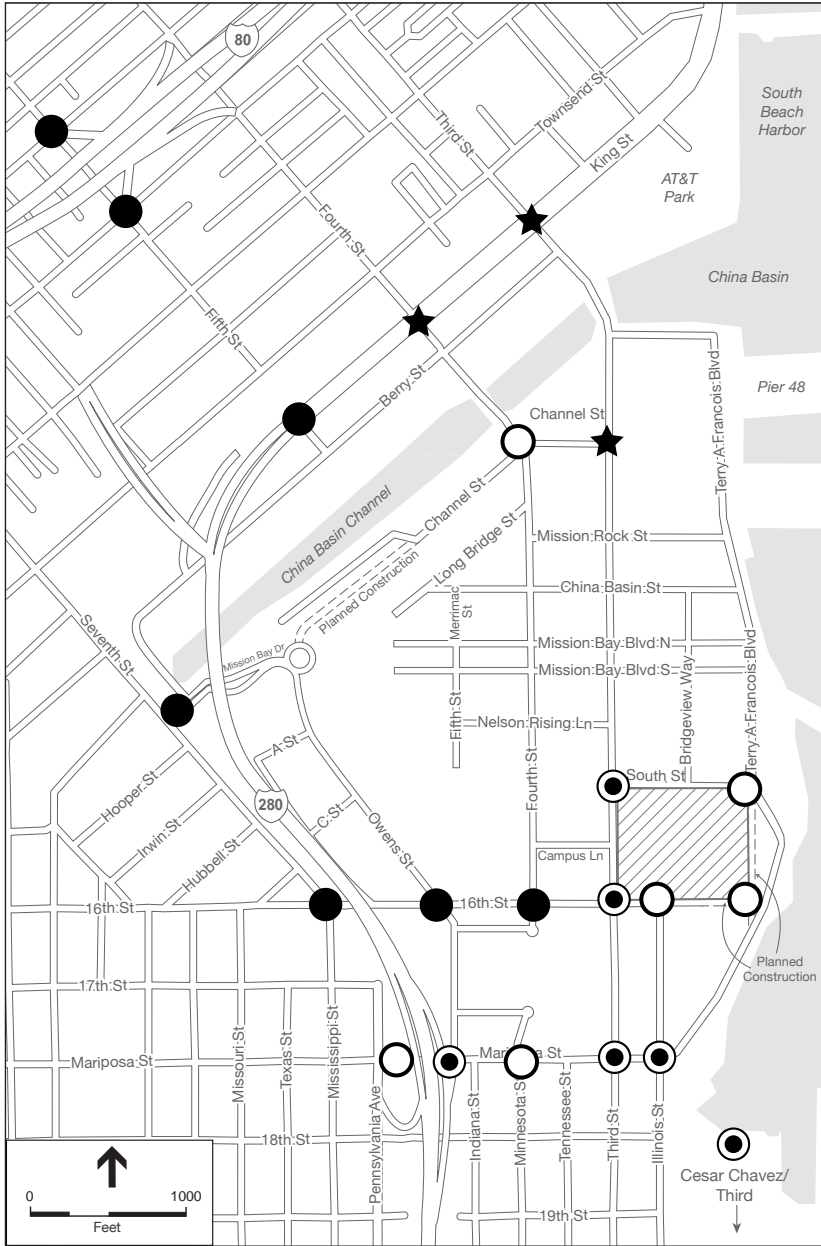 80
South
Beach
Harbor
Townsend St
Third St
King St
AT&T
Park
Fourth St
China Basin
Fifth St
Berry St
Terry A Francois Blvd
Pier 48
Channel St
China Basin Channel
Channel St
Long Bridge St
Mission Rock St
Planned Construction
China Basin St
Merrimac
St
Seventh St
Mission Bay Dr
Mission Bay Blvd N
Mission Bay Blvd S
Bridgeview Way
Terry A Francois Blvd
Fifth St
Nelson Rising Ln
A St
South St
Hooper St
280
Fourth St
C St
Irwin St
Owens St
Hubbell St
Campus Ln
16th St
16th St
Planned
Construction
17th St
Mariposa St
Missouri St
Texas St
Mississippi St
Mariposa St
Pennsylvania Ave
Indiana St
Minnesota St
Tennessee St
Third St
Illinois St
18th St
Cesar Chavez/
Third
19th St
0
1000
Feet